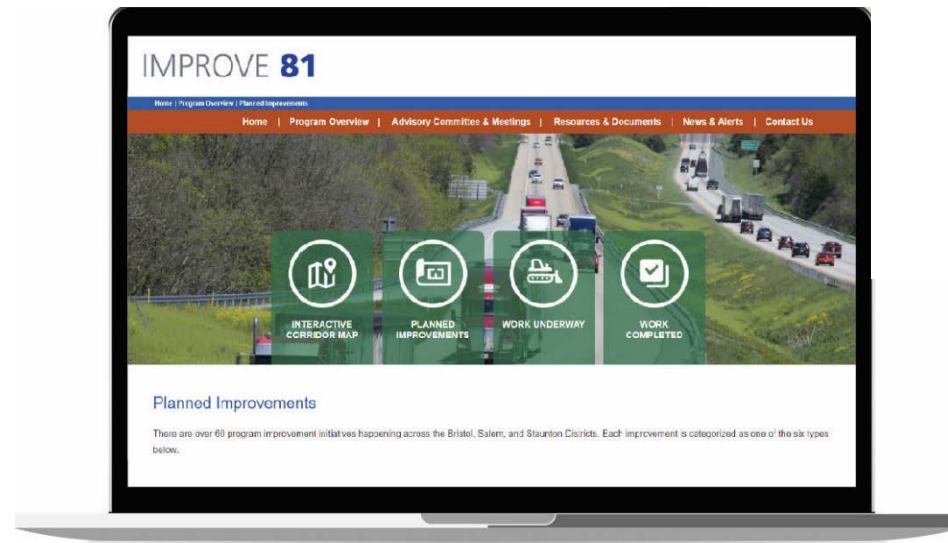 IMPROVE 81
Home | Program Overview | Planned Improvements
Home | Program Overview | Advisory Committee & Meetings | Resources & Documents | News & Alerts | Contact Us
INTERACTIVE
CORRIDOR MAP
PLANNED
IMPROVEMENTS
WORK UNDERWAY
WORK
COMPLETED
Planned Improvements
There are over 60 program improvement initiatives happening across the Bristol, Salem, and Staunton Districts. Each improvement is categorized as one of the six types
below.